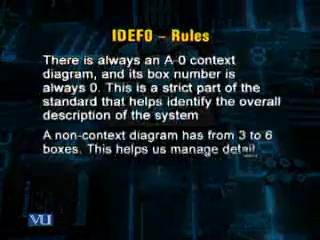 IDEF0 – Rules
There is always an A-0 context
diagram, and its box number is
always 0. This is a strict part of the
standard that helps identify the overall
description of the system
A non-context diagram has from 3 to 6
boxes. This helps us manage detail
VU